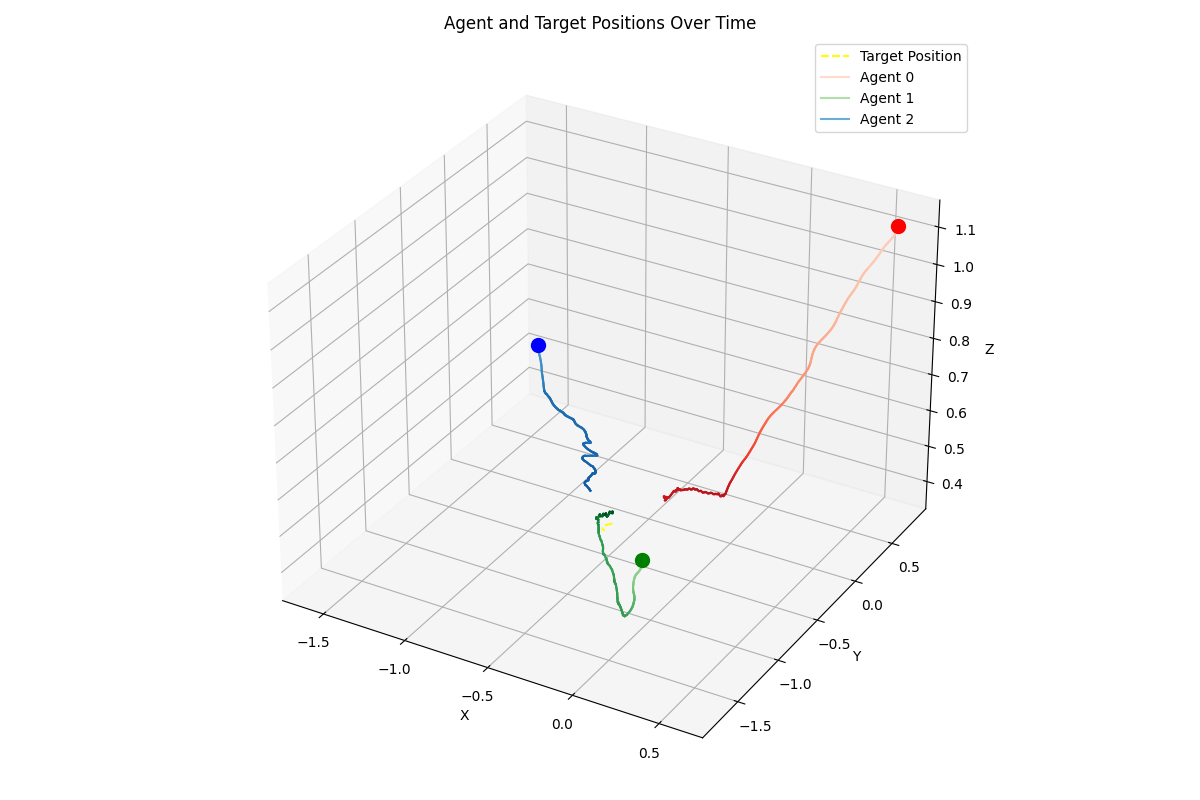 Agent and Target Positions Over Time
Target Position
Agent 0
Agent 1
Agent 2
1.1
1.0
0.9
0.8
0.7
0.6
0.5
0.4
Z
0.5
0.0
−0.5
−1.0
−1.5
Y
−1.5
−1.0
−0.5
0.0
0.5
X